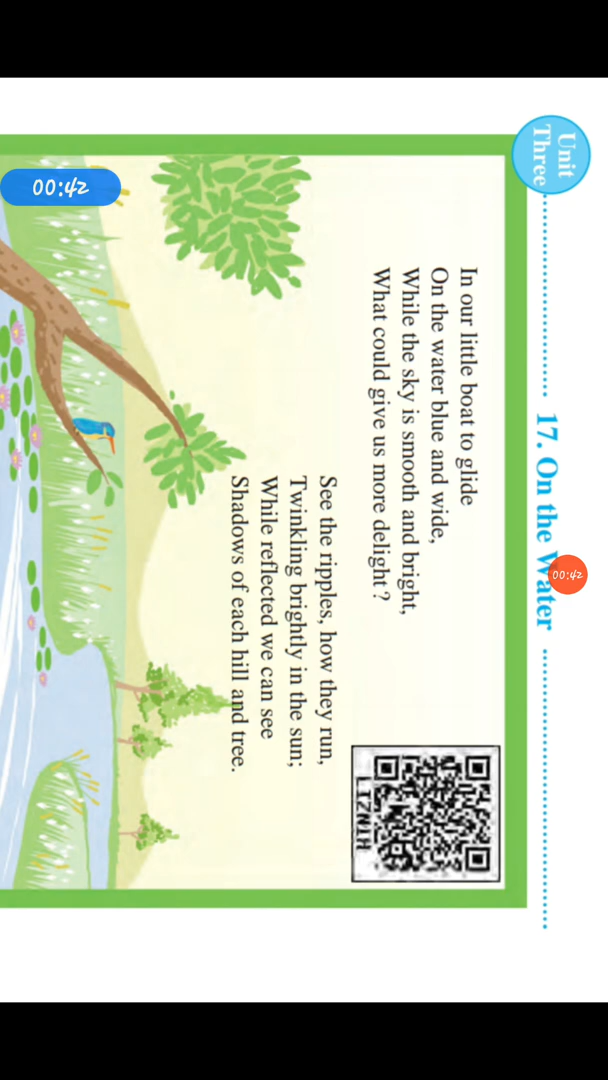 Unit
Three
17. On the Water
In our little boat to glide
On the water blue and wide,
While the sky is smooth and bright,
What could give us more delight?
See the ripples, how they run,
Twinkling brightly in the sun;
While reflected we can see
Shadows of each hill and tree.
L1ZN1H
00:42
00:42